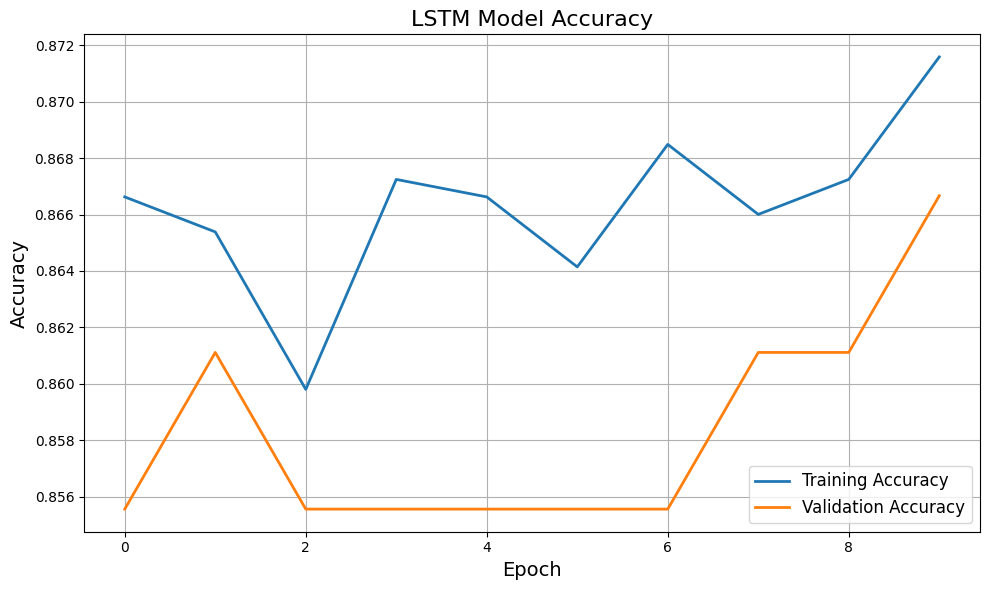 LSTM Model Accuracy
Accuracy
0.872
0.870
0.868
0.866
0.864
0.862
0.860
0.858
0.856
Training Accuracy
Validation Accuracy
0 2 4 6 8
Epoch